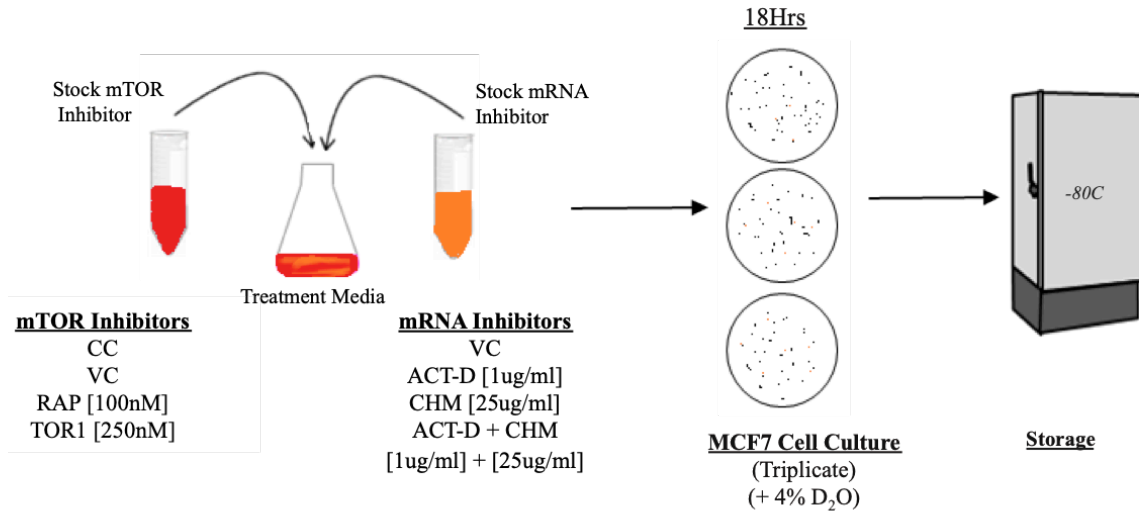 18Hrs
Stock mTOR
Inhibitor
Stock mRNA
Inhibitor
-80C
Treatment Media
mTOR Inhibitors
CC
VC
RAP [100nM]
TOR1 [250nM]
mRNA Inhibitors
VC
ACT-D [1ug/ml]
CHM [25ug/ml]
ACT-D + CHM
[1ug/ml] + [25ug/ml]
MCF7 Cell Culture
(Triplicate)
(+ 4% D₂O)
Storage